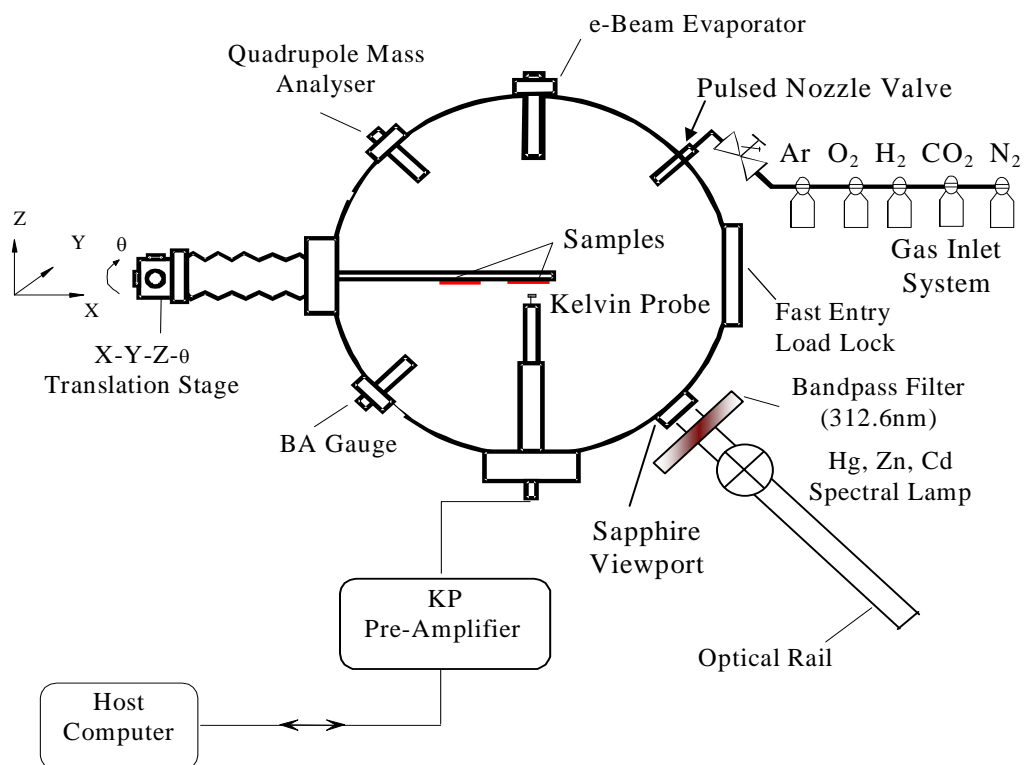 e-Beam Evaporator
Quadrupole Mass
Analyser
Pulsed Nozzle Valve
Ar O₂ H₂ CO₂ N₂
Gas Inlet
System
Z
Y
θ
X
Samples
Kelvin Probe
Fast Entry
Load Lock
X-Y-Z-θ
Translation Stage
BA Gauge
Bandpass Filter
(312.6nm)
Hg, Zn, Cd
Spectral Lamp
Sapphire
Viewport
KP
Pre-Amplifier
Optical Rail
Host
Computer